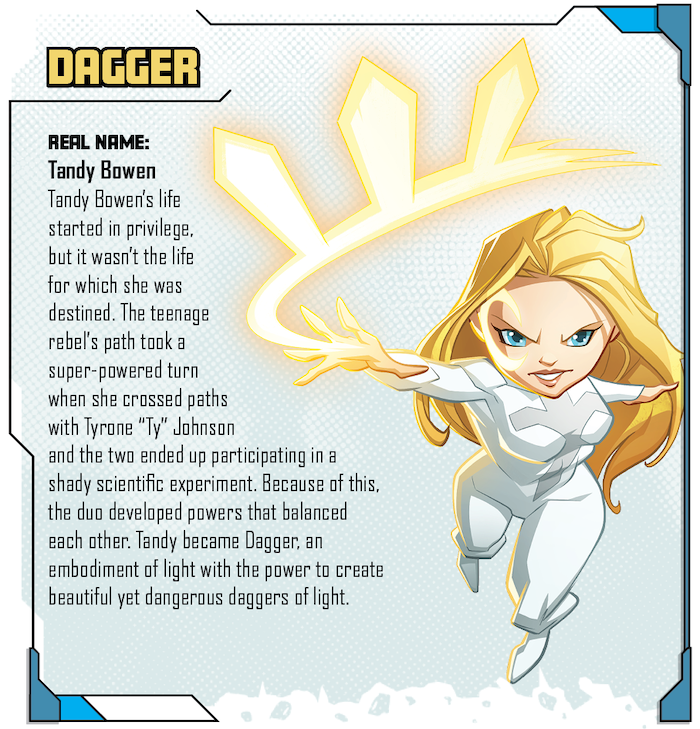 DAGGER
REAL NAME:
Tandy Bowen
Tandy Bowen’s life
started in privilege,
but it wasn’t the life
for which she was
destined. The teenage
rebel’s path took a
super-powered turn
when she crossed paths
with Tyrone “Ty” Johnson
and the two ended up participating in a
shady scientific experiment. Because of this,
the duo developed powers that balanced
each other. Tandy became Dagger, an
embodiment of light with the power to create
beautiful yet dangerous daggers of light.